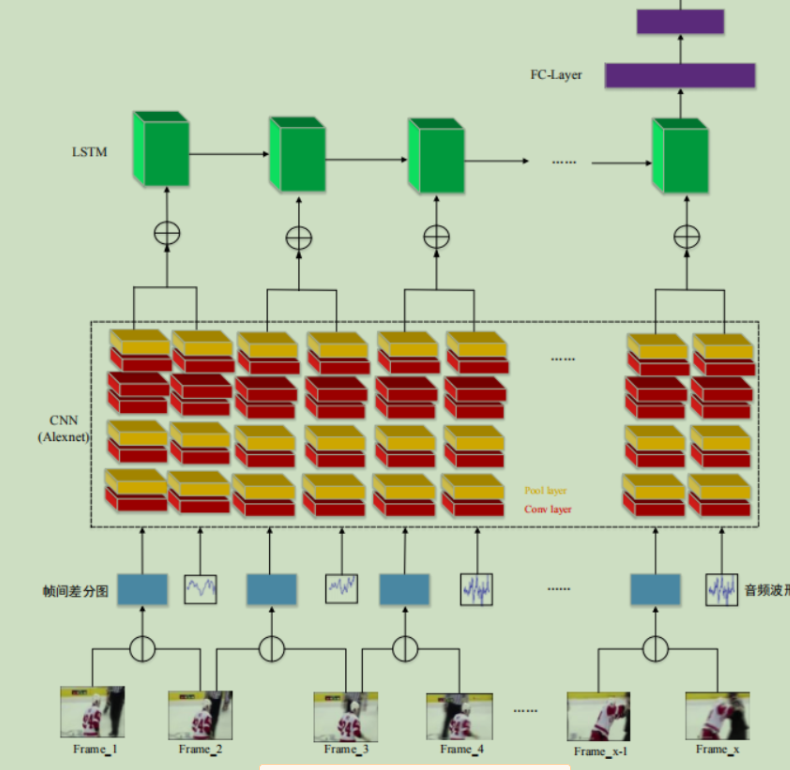 FC-Layer
LSTM
……
……
CNN
(Alexnet)
Pool layer
Conv layer
帧间差分图
……
音频波形
……
Frame_1
Frame_2
Frame_3
Frame_4
Frame_x-1
Frame_x